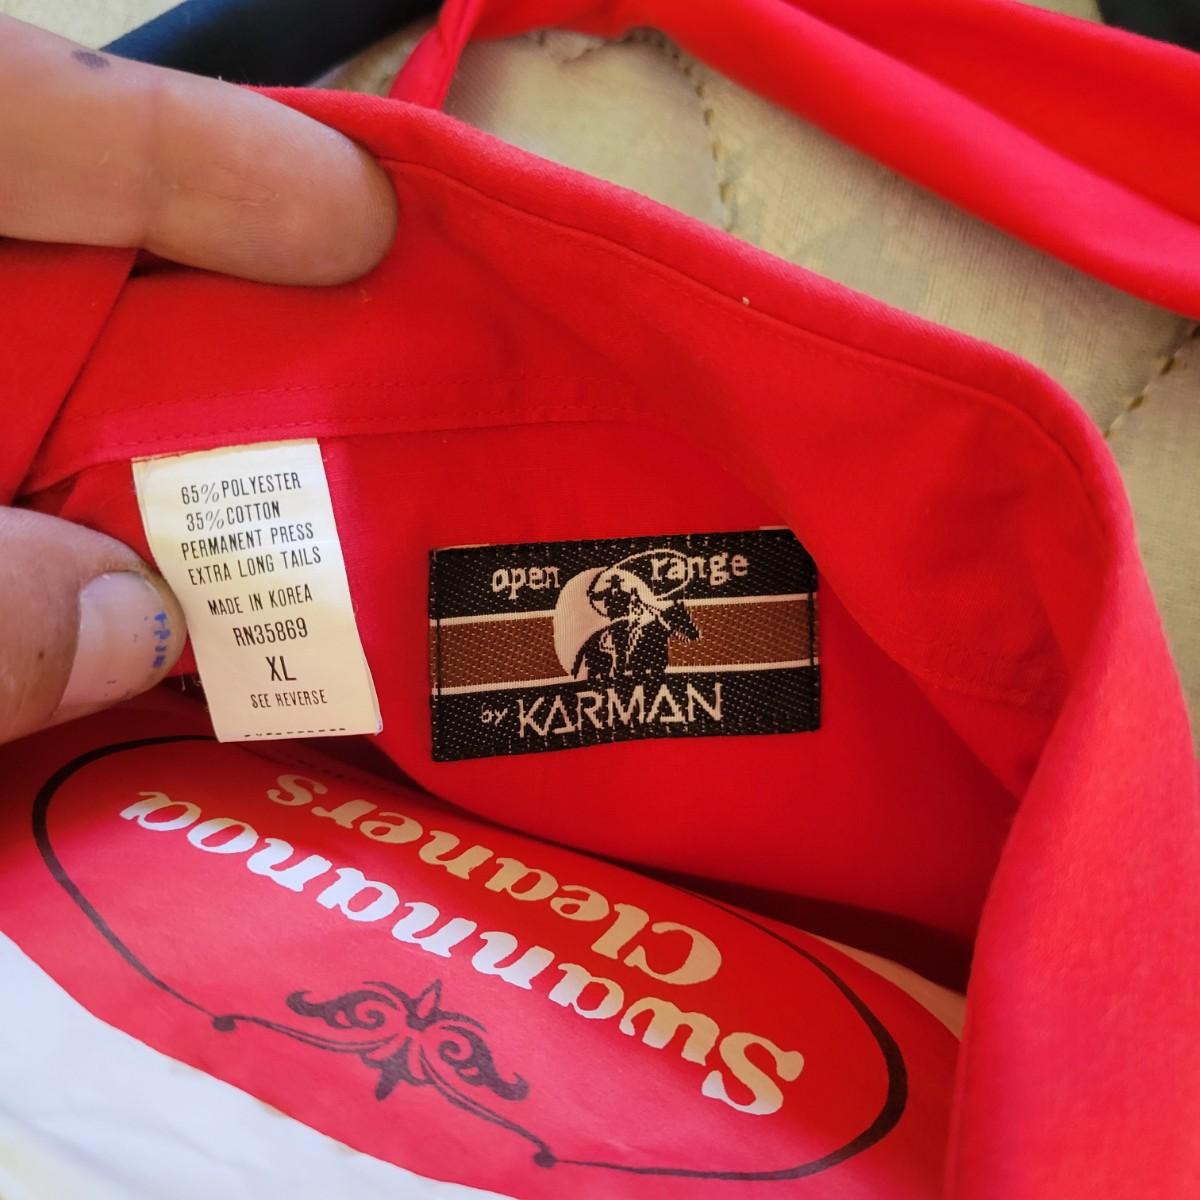 65% POLYESTER
35% COTTON
PERMANENT PRESS
EXTRA LONG TAILS
MADE IN KOREA
RN35869
XL
SEE REVERSE
open range
BY KARMAN
Swannanoa
Cleaners